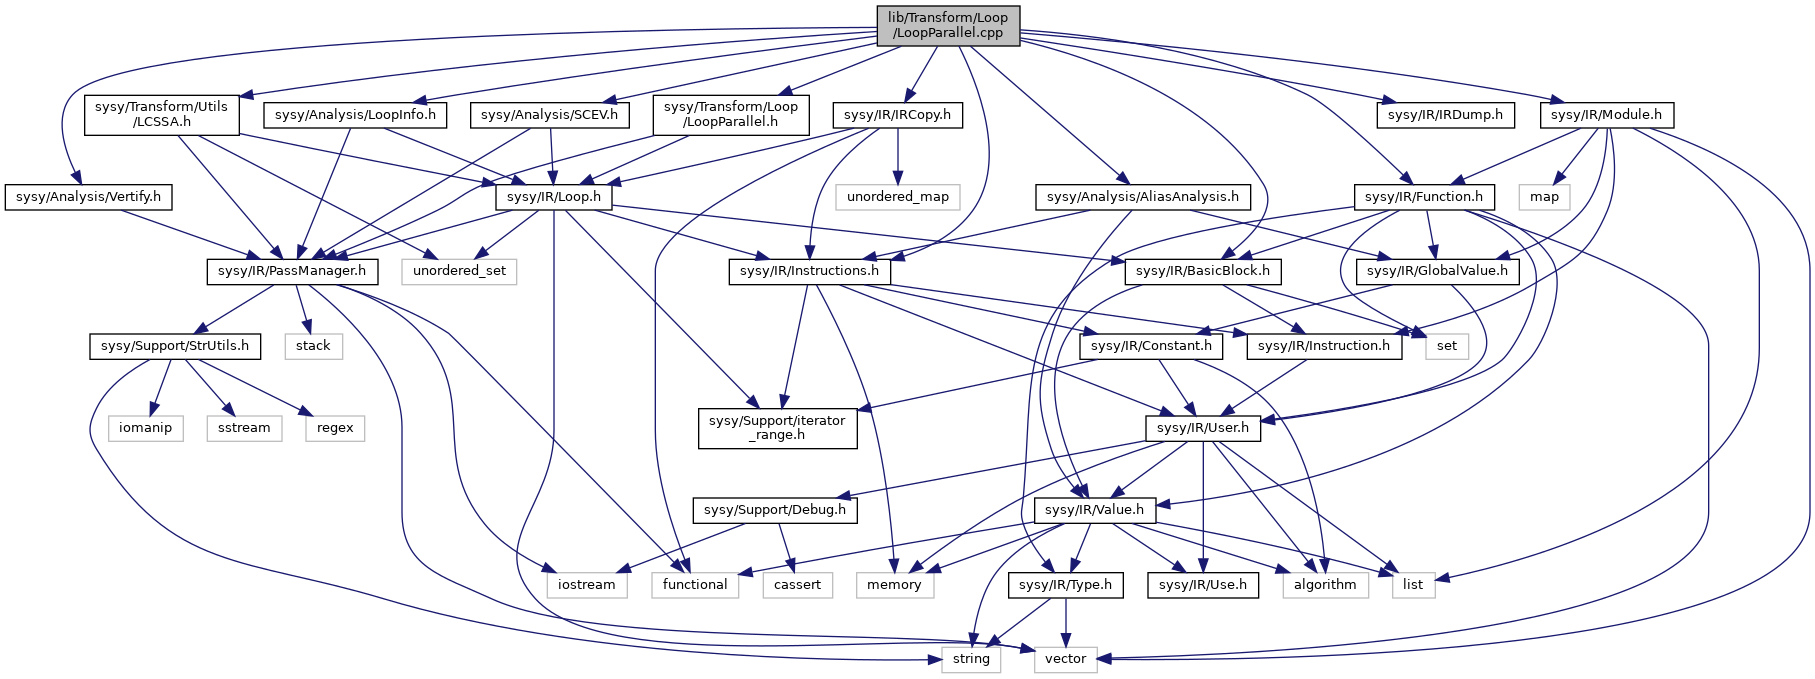 lib/Transform/Loop
/LoopParallel.cpp
sysy/Transform/Utils
/LCSSA.h
sysy/Analysis/LoopInfo.h
sysy/Analysis/SCEV.h
sysy/Transform/Loop
/LoopParallel.h
sysy/IR/IRCopy.h
sysy/IR/IRDump.h
sysy/IR/Module.h
sysy/Analysis/Vertify.h
sysy/IR/Loop.h
unordered_map
sysy/Analysis/AliasAnalysis.h
sysy/IR/Function.h
map
sysy/IR/PassManager.h
unordered_set
sysy/IR/Instructions.h
sysy/IR/BasicBlock.h
sysy/IR/GlobalValue.h
sysy/Support/StrUtils.h
stack
sysy/IR/Constant.h
sysy/IR/Instruction.h
set
iomanip
sstream
regex
sysy/Support/iterator
_range.h
sysy/IR/User.h
sysy/Support/Debug.h
sysy/IR/Value.h
iostream
functional
cassert
memory
sysy/IR/Type.h
sysy/IR/Use.h
algorithm
list
string
vector